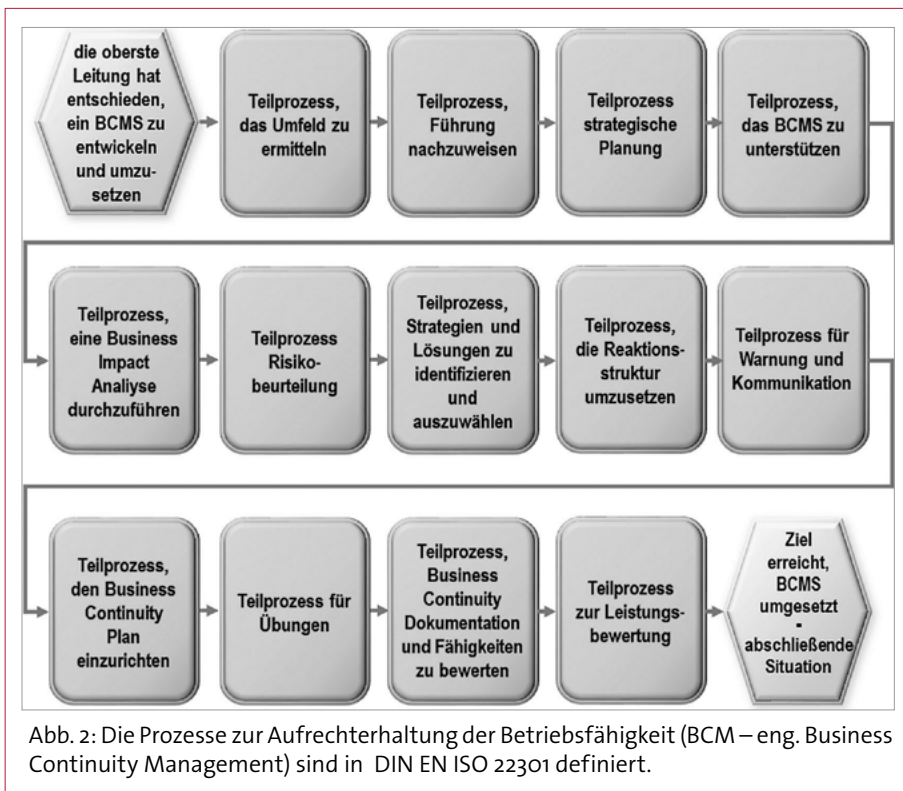 die oberste
Leitung hat
entschieden,
ein BCMS zu
entwickeln
und umzu-
setzen
Teilprozess,
das Umfeld zu
ermitteln
Teilprozess,
Führung
nachzuweisen
Teilprozess
strategische
Planung
Teilprozess,
das BCMS zu
unterstützen
Teilprozess,
eine Business
Impact
Analyse
durchzuführen
Teilprozess
Risiko-
beurteilung
Teilprozess,
Strategien und
Lösungen zu
identifizieren
und
auszuwählen
Teilprozess,
die Reaktions-
struktur
umzusetzen
Teilprozess für
Warnung und
Kommunikation
Teilprozess,
den Business
Continuity
Plan
einzurichten
Teilprozess für
Übungen
Teilprozess,
Business
Continuity
Dokumentation
und Fähigkeiten
zu bewerten
Teilprozess
zur Leistungs-
bewertung
Ziel
erreicht,
BCMS
umgesetzt
-
abschließende
Situation
Abb. 2: Die Prozesse zur Aufrechterhaltung der Betriebsfähigkeit (BCM – eng. Business
Continuity Management) sind in DIN EN ISO 22301 definiert.